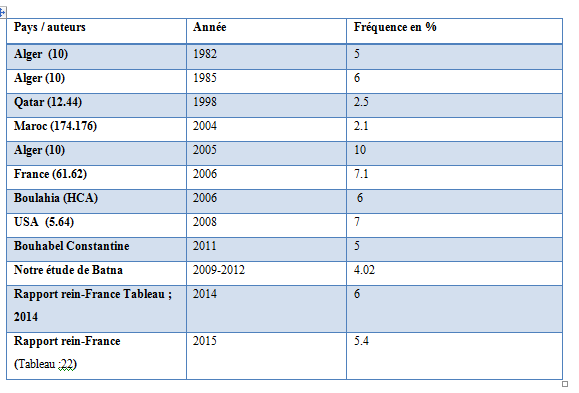 Pays / auteurs Année Fréquence en %
Alger (10) 1982 5
Alger (10) 1985 6
Qatar (12.44) 1998 2.5
Maroc (174.176) 2004 2.1
Alger (10) 2005 10
France (61.62) 2006 7.1
Boulahia (HCA) 2006 6
USA (5.64) 2008 7
Bouhabel Constantine 2011 5
Notre étude de Batna 2009-2012 4.02
Rapport rein-France Tableau ; 2014 6
2014
Rapport rein-France 2015 5.4
(Tableau :22)